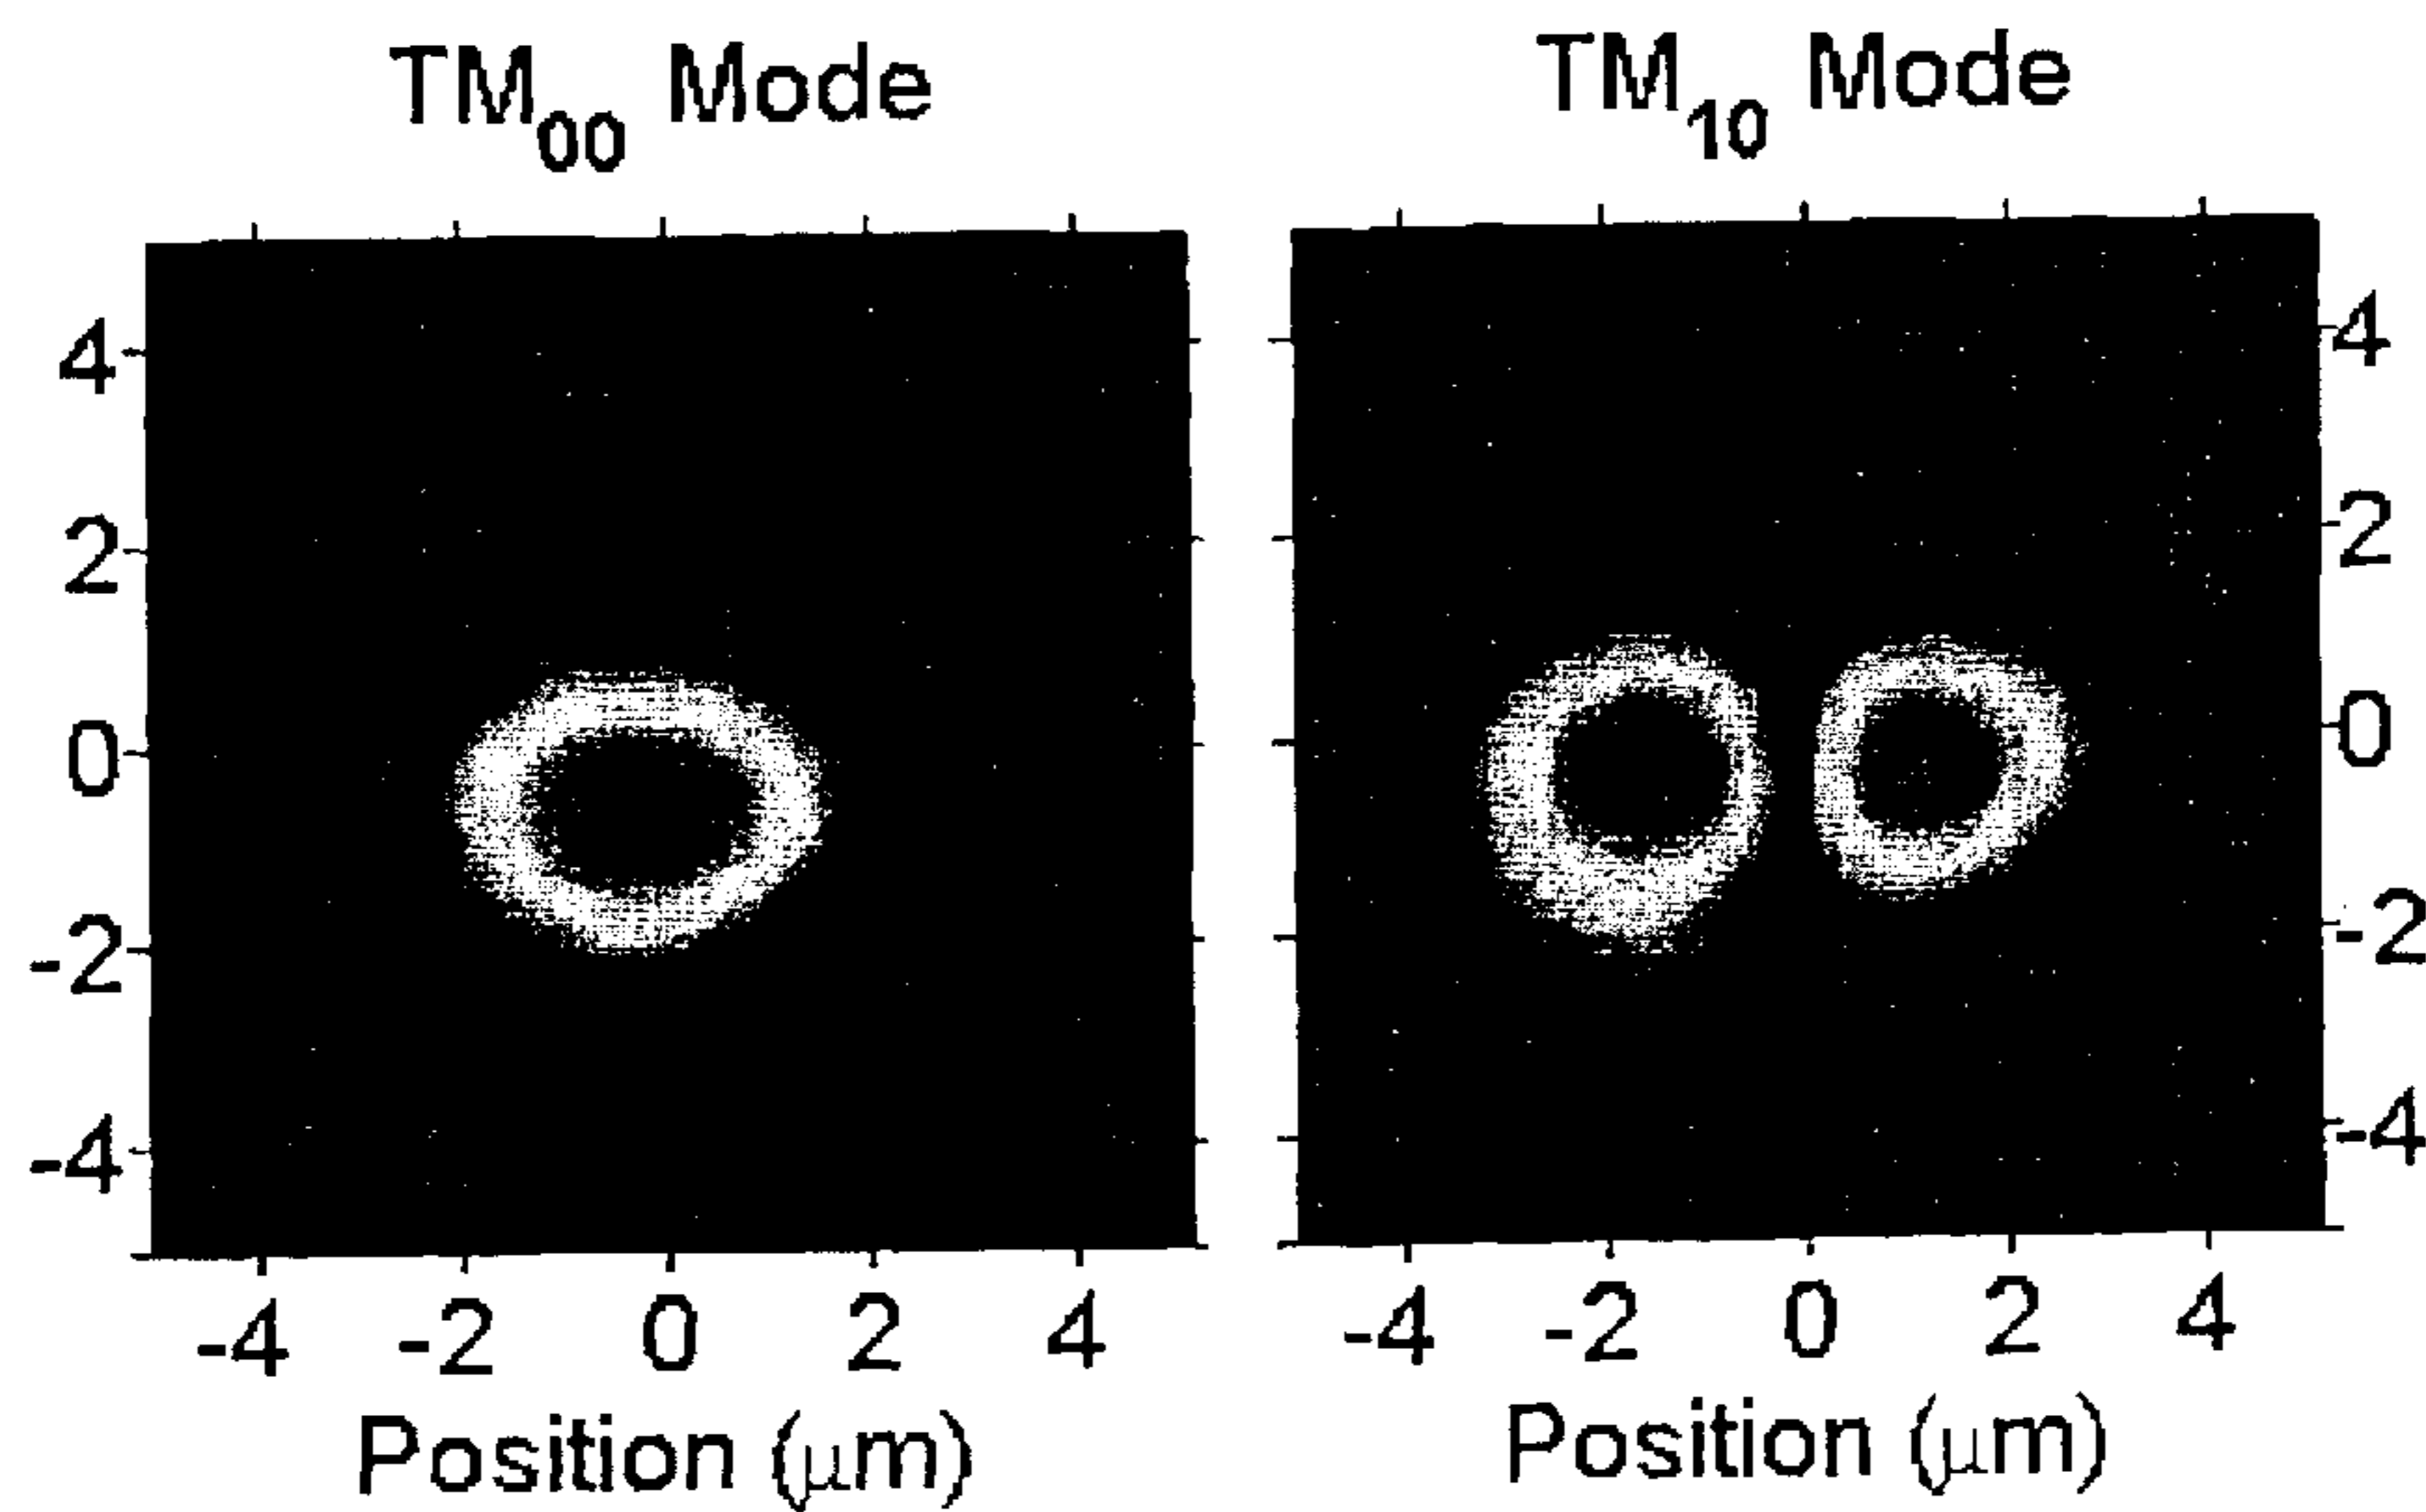 TM00 Mode TM10 Mode
4 4
2 2
0 0
-2 -2
-4 -4
-4 -2 0 2 4 -4 -2 0 2 4
Position (μm) Position (μm)